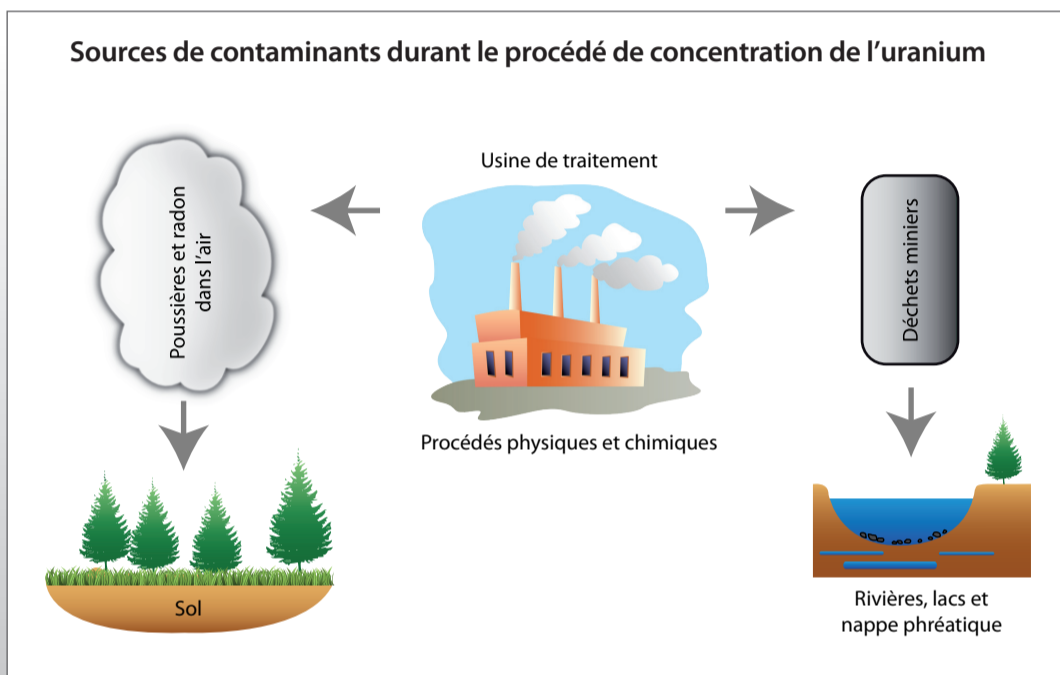 Sources de contaminants durant le procédé de concentration de l'uranium
Usine de traitement
Poussières et radon
dans l'air
Déchets miniers
Procédés physiques et chimiques
Sol
Rivières, lacs et
nappe phréatique